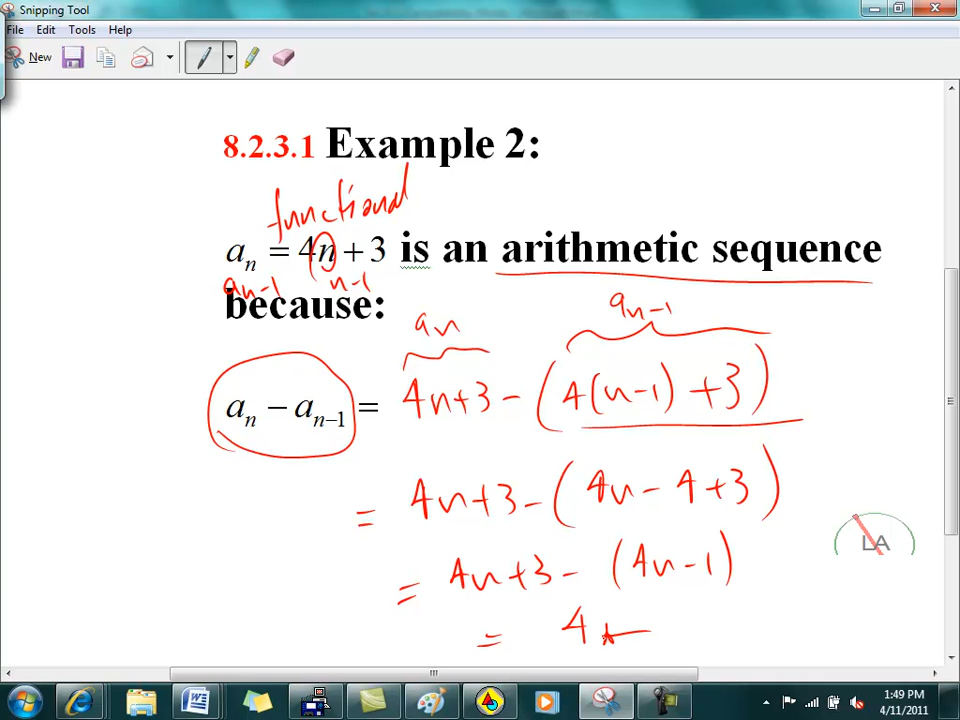 Snipping Tool
File Edit Tools Help
New
8.2.3.1 Example 2:
functional
aₙ = 4n + 3 is an arithmetic sequence
aₙ₋₁ n-1
because:
aₙ aₙ₋₁
aₙ − aₙ₋₁ = 4n+3 - (4(n-1) +3)
= 4n+3 - (4n - 4+3)
= 4n+3 - (4n-1)
= 4
LA
1:49 PM
4/11/2011